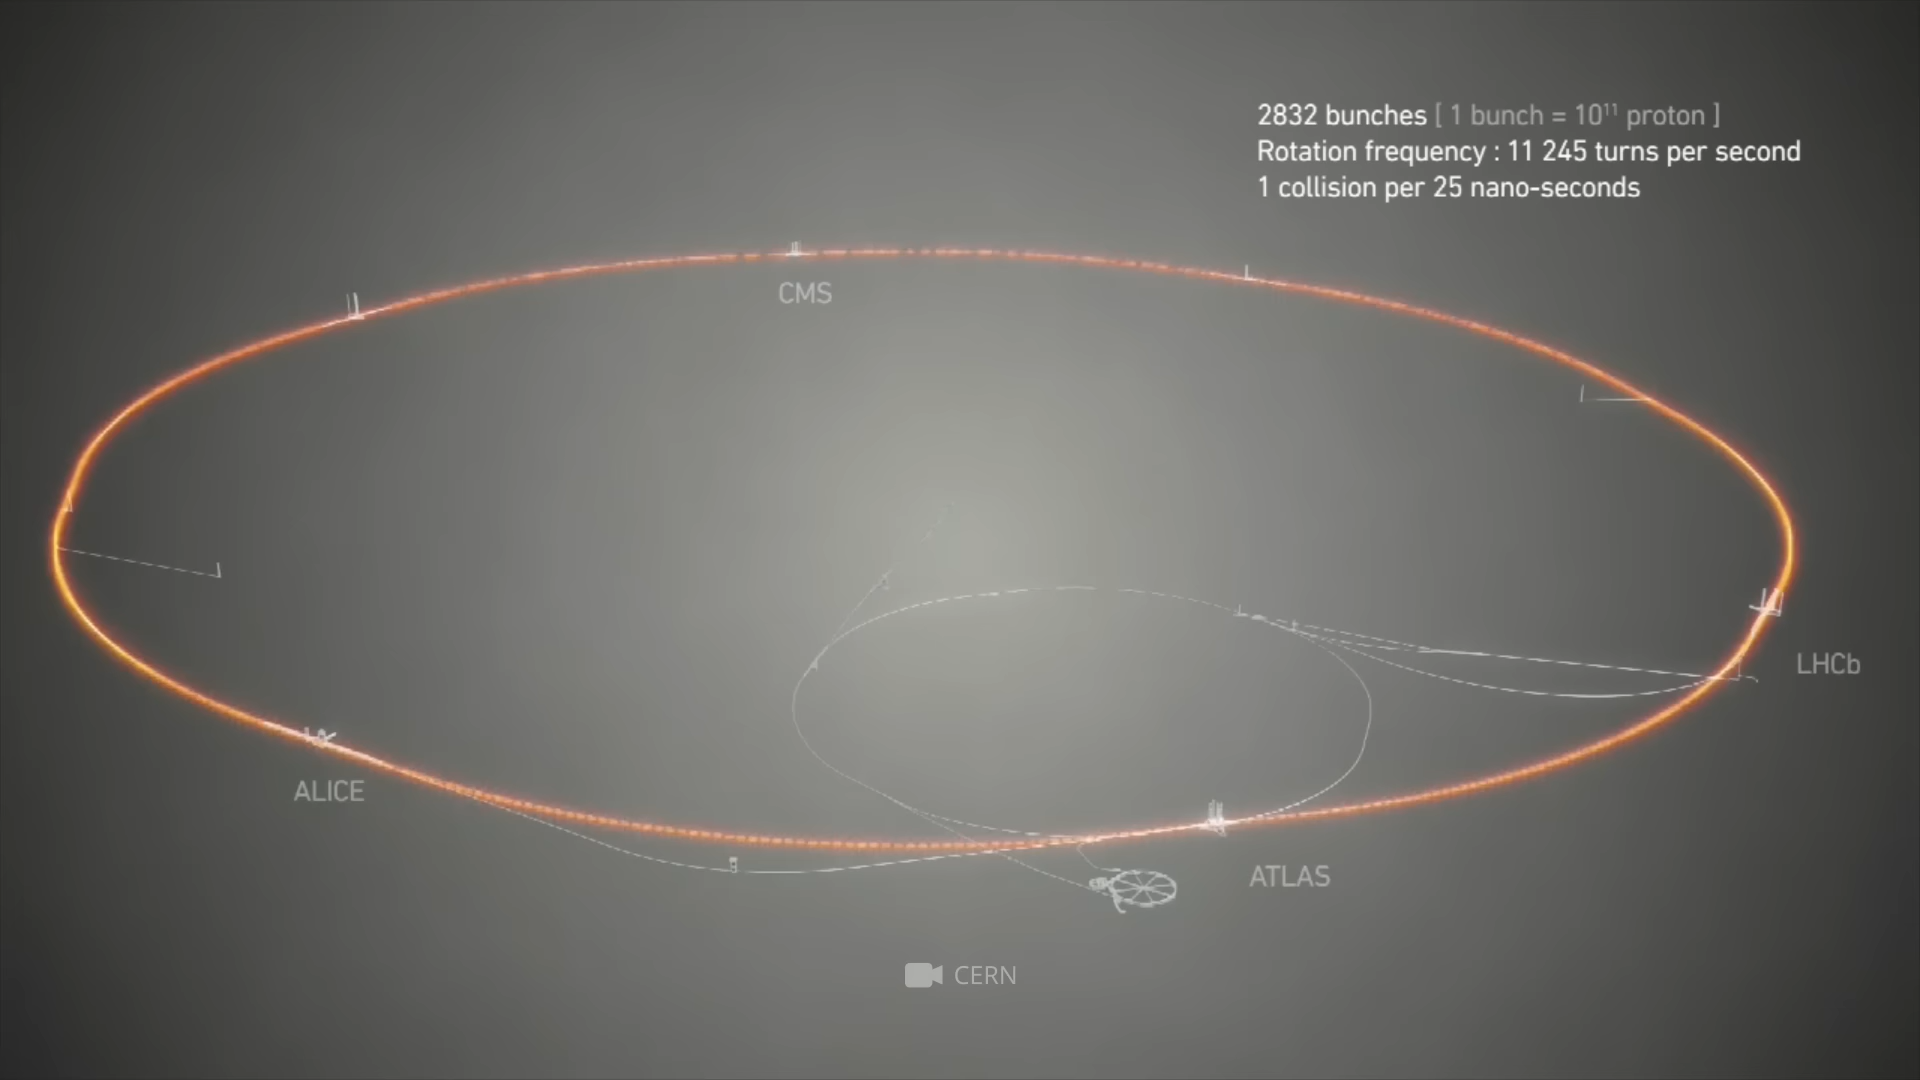 2832 bunches [ 1 bunch = 10¹¹ proton ]
Rotation frequency : 11 245 turns per second
1 collision per 25 nano-seconds
CMS
LHCb
ALICE
ATLAS
CERN